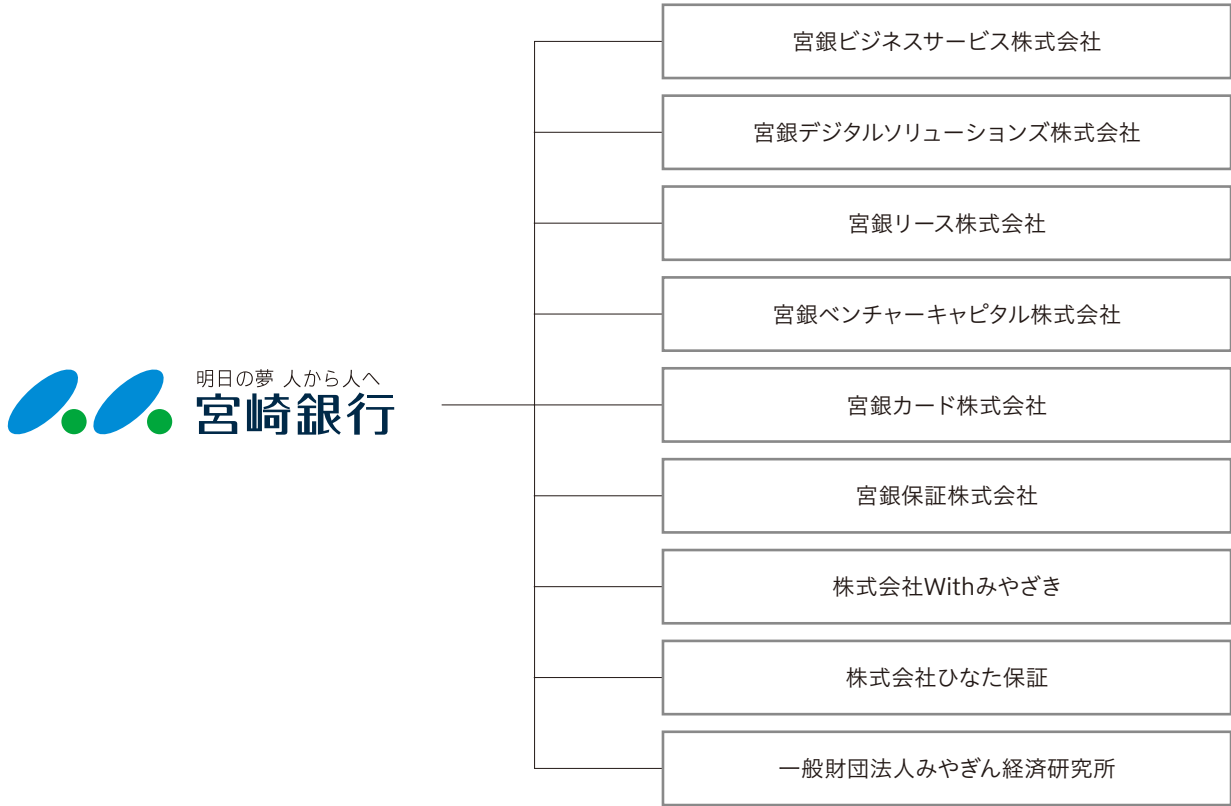 明日の夢 人から人へ
宮崎銀行
宮銀ビジネスサービス株式会社
宮銀デジタルソリューションズ株式会社
宮銀リース株式会社
宮銀ベンチャーキャピタル株式会社
宮銀カード株式会社
宮銀保証株式会社
株式会社Withみやざき
株式会社ひなた保証
一般財団法人みやぎん経済研究所